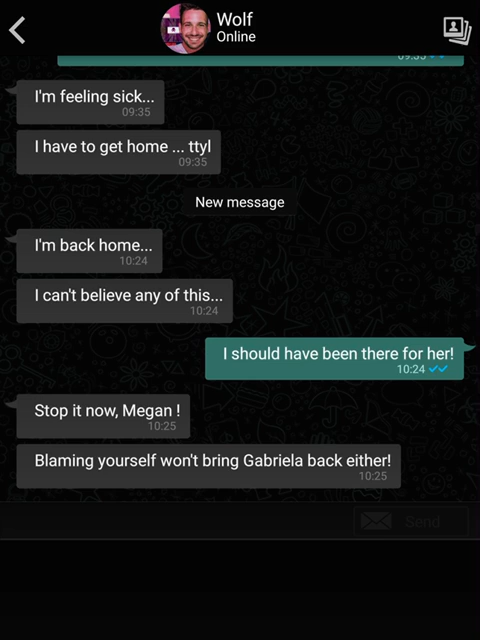 Wolf
Online
09:35
I'm feeling sick...
09:35
I have to get home ... ttyl
09:35
New message
I'm back home...
10:24
I can't believe any of this...
10:24
I should have been there for her!
10:24
Stop it now, Megan !
10:25
Blaming yourself won't bring Gabriela back either!
10:25
Send